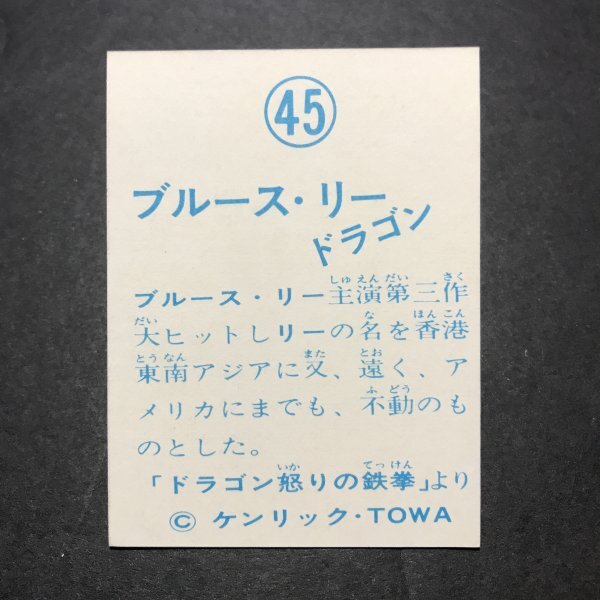 45
ブルース・リー
ドラゴン
ブルース・リー主演第三作
大ヒットしリーの名を香港
東南アジアに又、遠く、ア
メリカにまでも、不動のも
のとした。
「ドラゴン怒りの鉄拳」より
© ケンリック・TOWA